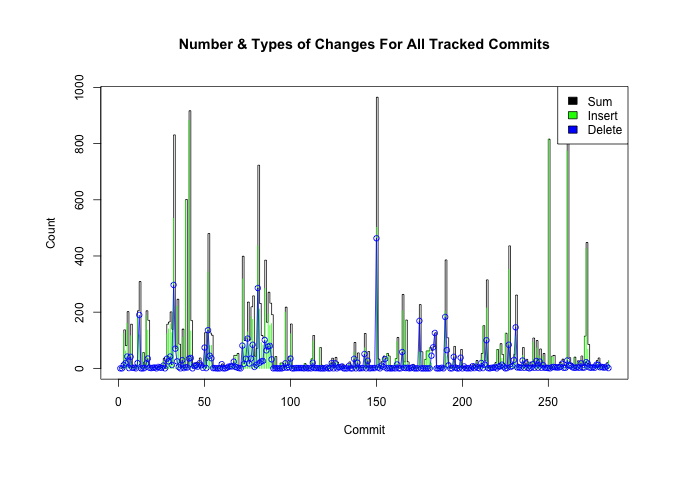 Number & Types of Changes For All Tracked Commits
Sum
Insert
Delete
Count
0
200
400
600
800
1000
0 50 100 150 200 250
Commit